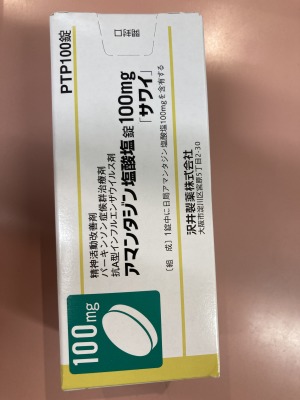 PTP100錠
精神活動改善剤
パーキンソン症候群治療剤
抗A型インフルエンザウイルス剤
アマンタジン塩酸塩錠100mg
「サワイ」
〔組 成〕1錠中に日局アマンタジン塩酸塩100mgを含有する
沢井製薬株式会社
大阪市淀川区宮原5丁目2-30
100mg